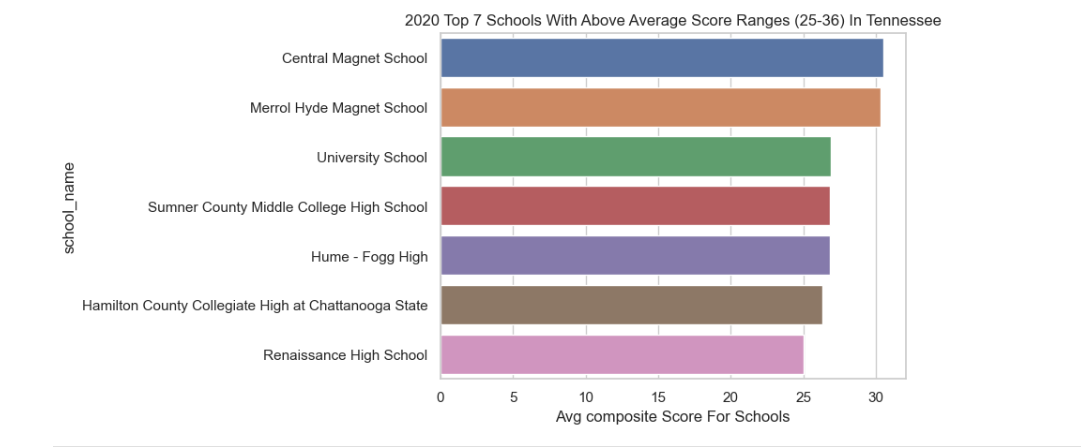 2020 Top 7 Schools With Above Average Score Ranges (25-36) In Tennessee
school_name
Central Magnet School
Merrol Hyde Magnet School
University School
Sumner County Middle College High School
Hume - Fogg High
Hamilton County Collegiate High at Chattanooga State
Renaissance High School
0 5 10 15 20 25 30
Avg composite Score For Schools